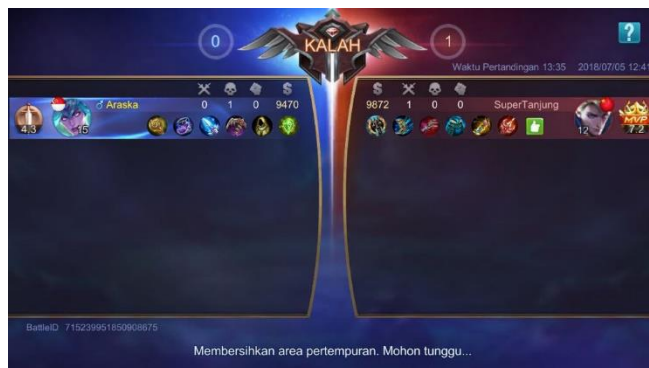 0 KALAH 1
Waktu Pertandingan 13:35 2018/07/05 12:41
4.3 15 ♂ Araska 0 1 0 9470
9872 1 0 0 SuperTanjung 12 MVP 7.2
BattleID 715239951850908675
Membersihkan area pertempuran. Mohon tunggu...